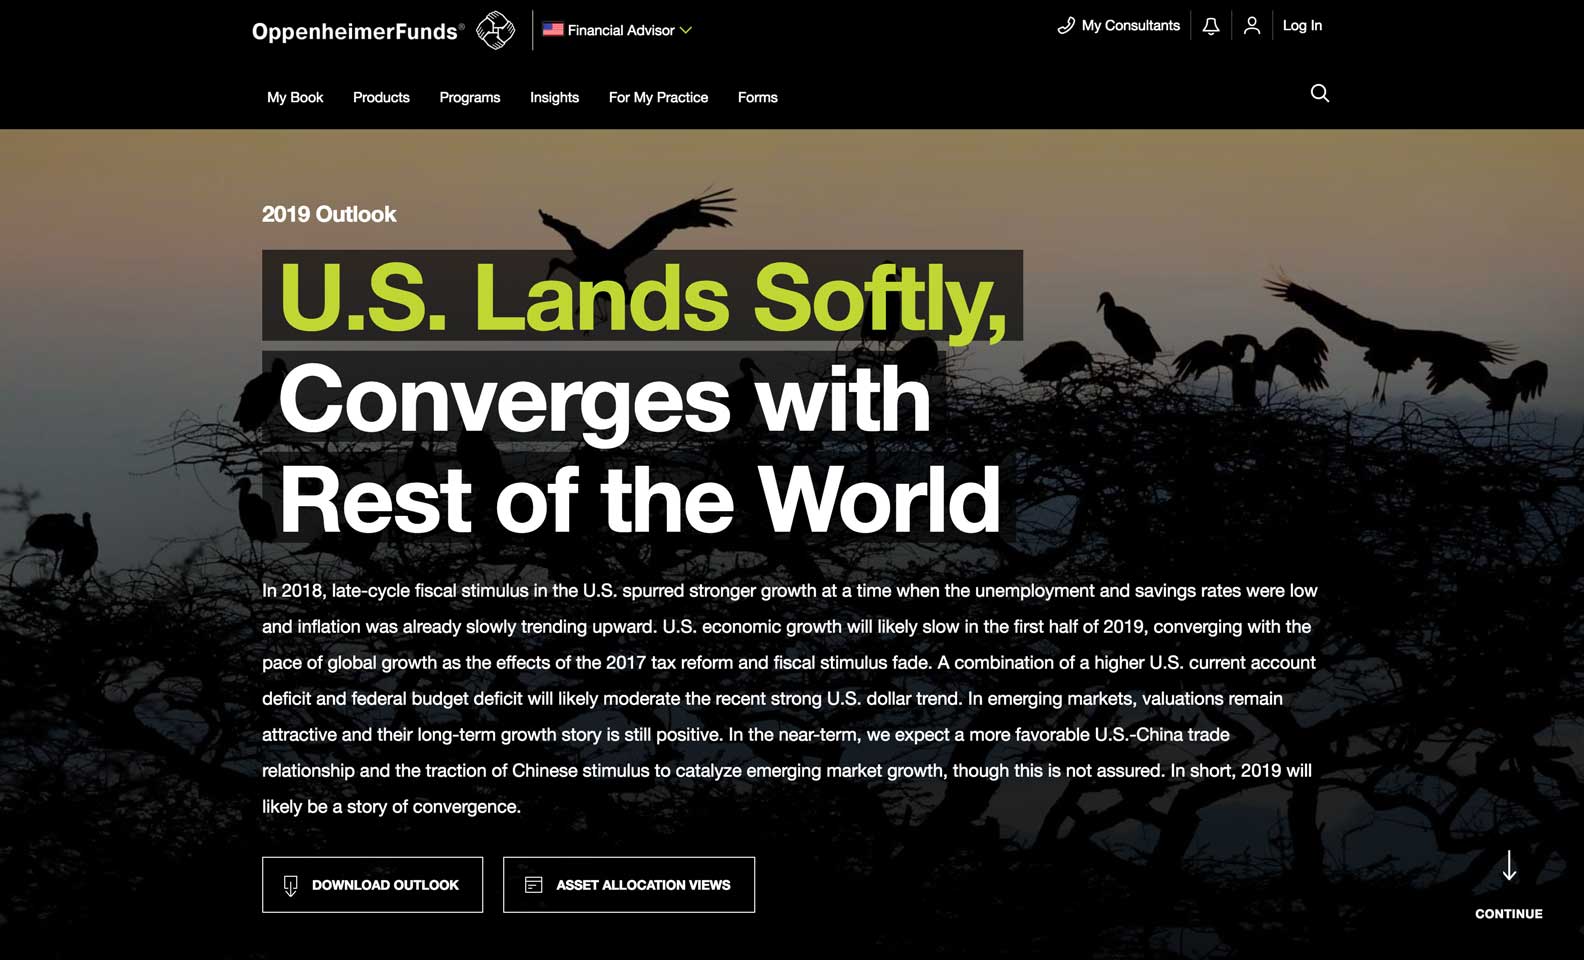 OppenheimerFunds®
Financial Advisor
My Consultants
Log In
My Book
Products
Programs
Insights
For My Practice
Forms
2019 Outlook
U.S. Lands Softly,
Converges with
Rest of the World
In 2018, late-cycle fiscal stimulus in the U.S. spurred stronger growth at a time when the unemployment and savings rates were low
and inflation was already slowly trending upward. U.S. economic growth will likely slow in the first half of 2019, converging with the
pace of global growth as the effects of the 2017 tax reform and fiscal stimulus fade. A combination of a higher U.S. current account
deficit and federal budget deficit will likely moderate the recent strong U.S. dollar trend. In emerging markets, valuations remain
attractive and their long-term growth story is still positive. In the near-term, we expect a more favorable U.S.-China trade
relationship and the traction of Chinese stimulus to catalyze emerging market growth, though this is not assured. In short, 2019 will
likely be a story of convergence.
DOWNLOAD OUTLOOK
ASSET ALLOCATION VIEWS
CONTINUE